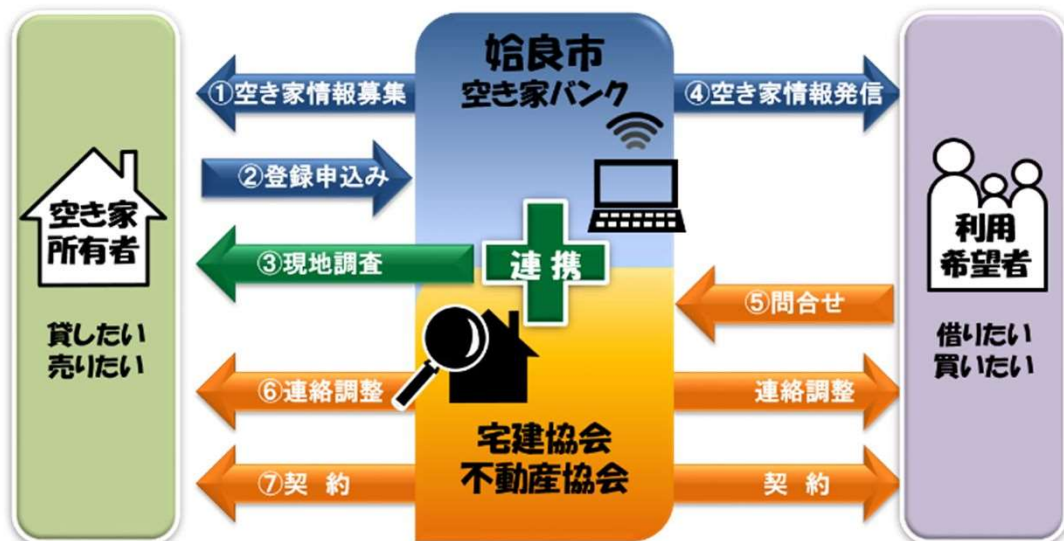 姶良市
空き家バンク
①空き家情報募集
④空き家情報発信
②登録申込み
空き家
所有者
利用
希望者
③現地調査
連携
⑤問合せ
貸したい
売りたい
借りたい
買いたい
⑥連絡調整
連絡調整
宅建協会
不動産協会
⑦契 約
契 約